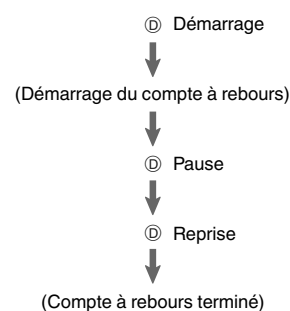 Ⓓ Démarrage
(Démarrage du compte à rebours)
Ⓓ Pause
Ⓓ Reprise
(Compte à rebours terminé)